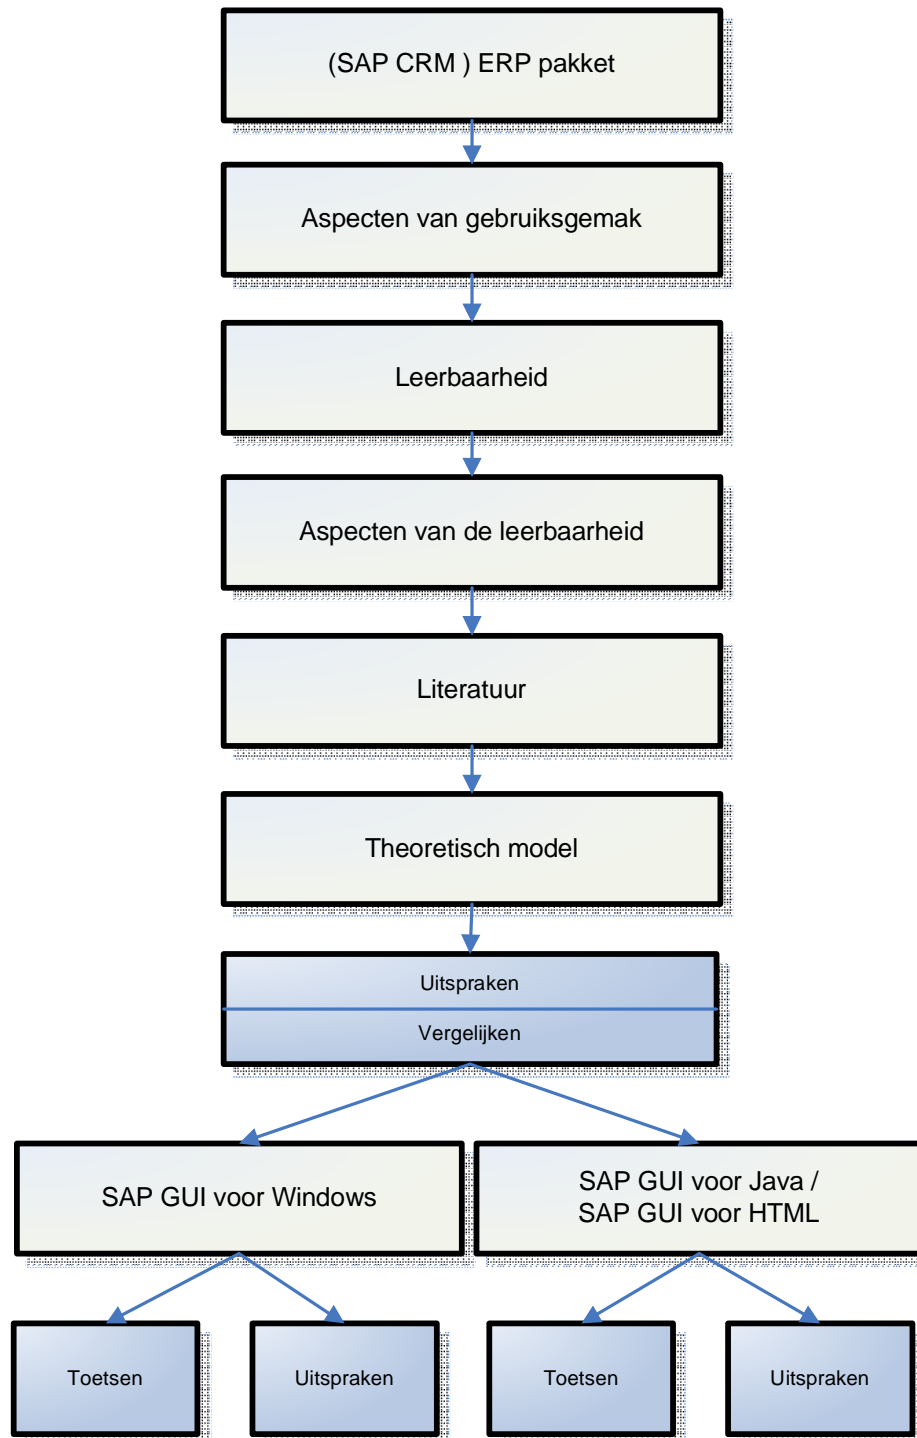 (SAP CRM ) ERP pakket
Aspecten van gebruiksgemak
Leerbaarheid
Aspecten van de leerbaarheid
Literatuur
Theoretisch model
Uitspraken
Vergelijken
SAP GUI voor Windows
SAP GUI voor Java /
SAP GUI voor HTML
Toetsen
Uitspraken
Toetsen
Uitspraken